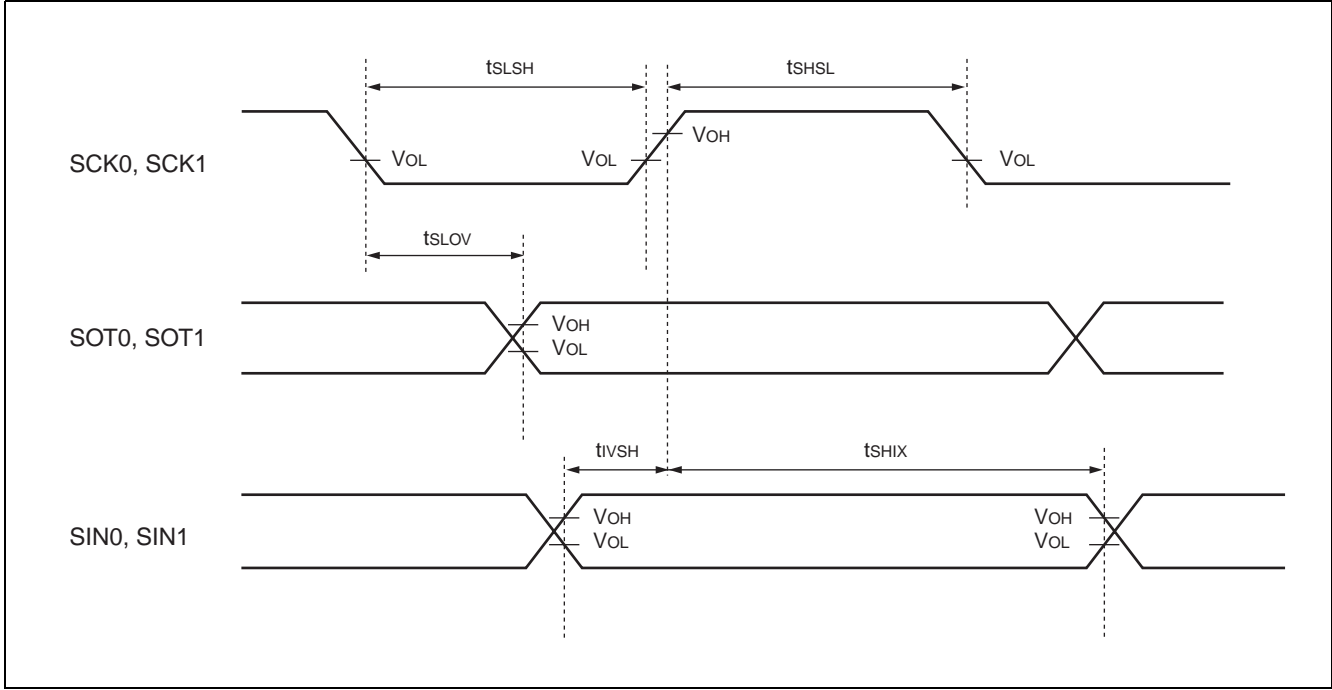 tSLSH tSHSL
VOH
SCK0, SCK1 VOL VOL VOL
tSLOV
VOH
SOT0, SOT1
VOL
tIVSH tSHIX
VOH VOH
SIN0, SIN1 VOL VOL